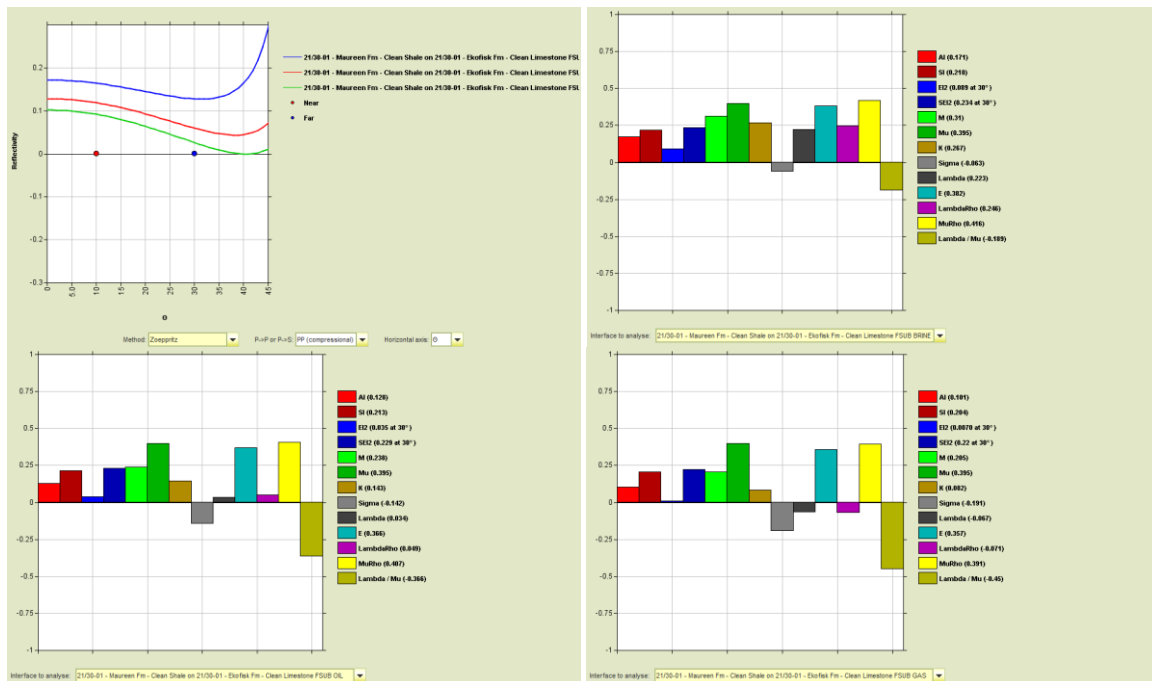 0.2
0.1
0
-0.1
-0.2
-0.3
Reflectivity
0
5.0
10
15
20
25
30
35
40
45
Θ
21/30-01 - Maureen Fm - Clean Shale on 21/30-01 - Ekofisk Fm - Clean Limestone FSU
21/30-01 - Maureen Fm - Clean Shale on 21/30-01 - Ekofisk Fm - Clean Limestone FSU
21/30-01 - Maureen Fm - Clean Shale on 21/30-01 - Ekofisk Fm - Clean Limestone FSU
Near
Far
Method: Zoeppritz P->P or P->S: PP (compressional) Horizontal axis: Θ
1
0.75
0.5
0.25
0
-0.25
-0.5
-0.75
-1
AI (0.171)
SI (0.218)
EI2 (0.089 at 30°)
SEI2 (0.234 at 30°)
M (0.31)
Mu (0.395)
K (0.267)
Sigma (-0.063)
Lambda (0.223)
E (0.382)
LambdaRho (0.246)
MuRho (0.416)
Lambda / Mu (-0.189)
Interface to analyse: 21/30-01 - Maureen Fm - Clean Shale on 21/30-01 - Ekofisk Fm - Clean Limestone FSUB BRINE
1
0.75
0.5
0.25
0
-0.25
-0.5
-0.75
-1
AI (0.128)
SI (0.213)
EI2 (0.035 at 30°)
SEI2 (0.229 at 30°)
M (0.238)
Mu (0.395)
K (0.143)
Sigma (-0.142)
Lambda (0.034)
E (0.366)
LambdaRho (0.049)
MuRho (0.407)
Lambda / Mu (-0.366)
Interface to analyse: 21/30-01 - Maureen Fm - Clean Shale on 21/30-01 - Ekofisk Fm - Clean Limestone FSUB OIL
1
0.75
0.5
0.25
0
-0.25
-0.5
-0.75
-1
AI (0.101)
SI (0.204)
EI2 (0.0078 at 30°)
SEI2 (0.22 at 30°)
M (0.205)
Mu (0.395)
K (0.082)
Sigma (-0.191)
Lambda (-0.067)
E (0.357)
LambdaRho (-0.071)
MuRho (0.391)
Lambda / Mu (-0.45)
Interface to analyse: 21/30-01 - Maureen Fm - Clean Shale on 21/30-01 - Ekofisk Fm - Clean Limestone FSUB GAS